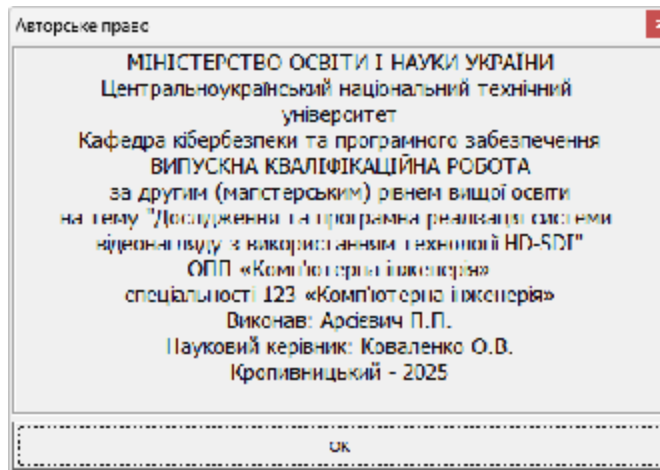 Авторське право
МІНІСТЕРСТВО ОСВІТИ І НАУКИ УКРАЇНИ
Центральноукраїнський національний технічний
університет
Кафедра кібербезпеки та програмного забезпечення
ВИПУСКНА КВАЛІФІКАЦІЙНА РОБОТА
за другим (магістерським) рівнем вищої освіти
на тему "Дослідження та програмна реалізація системи
відеонагляду з використанням технології HD-SDI"
ОПП «Комп'ютерна інженерія»
спеціальності 123 «Комп'ютерна інженерія»
Виконав: Арсієвич П.П.
Науковий керівник: Коваленко О.В.
Кропивницький - 2025
ОК